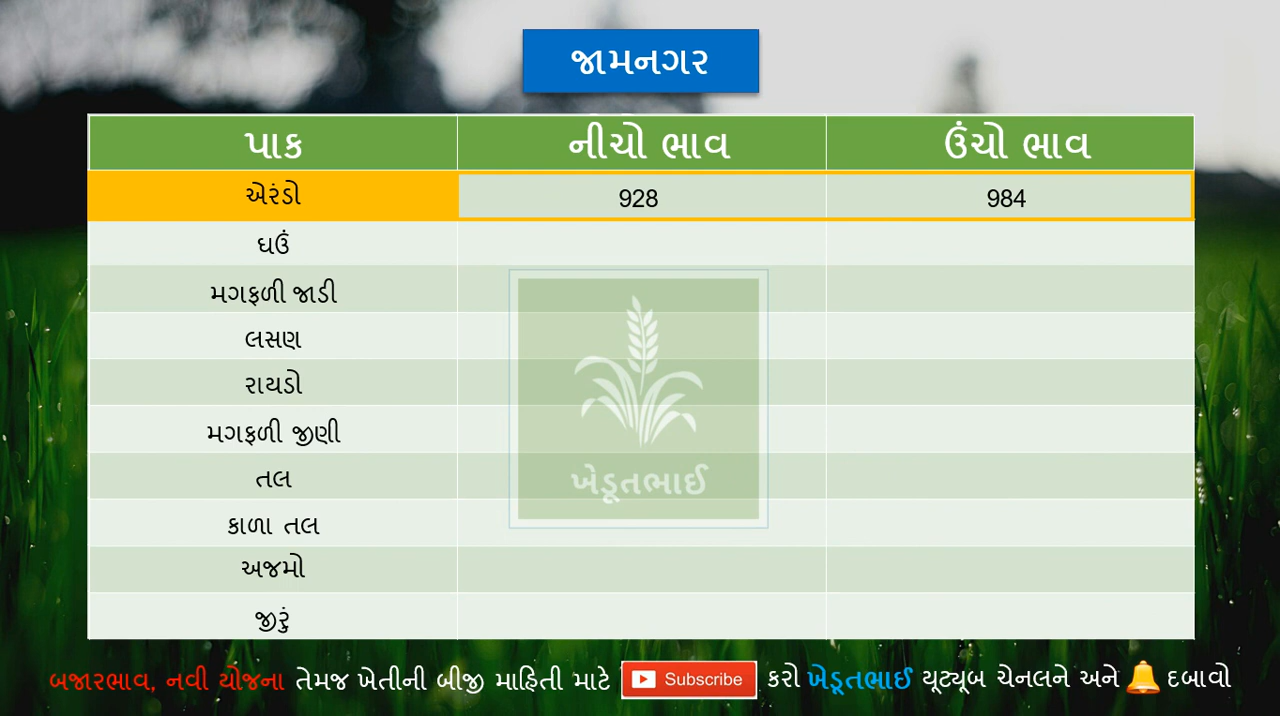 જામનગર
પાક નીચો ભાવ ઉંચો ભાવ
એરંડો 928 984
ઘઉં
મગફળી જાડી
લસણ
રાયડો
મગફળી જીણી
તલ
કાળા તલ
અજમો
જીરું
ખેડૂતભાઈ
બજારભાવ, નવી યોજના તેમજ ખેતીની બીજી માહિતી માટે Subscribe કરો ખેડૂતભાઈ યૂટ્યૂબ ચેનલને અને દબાવો